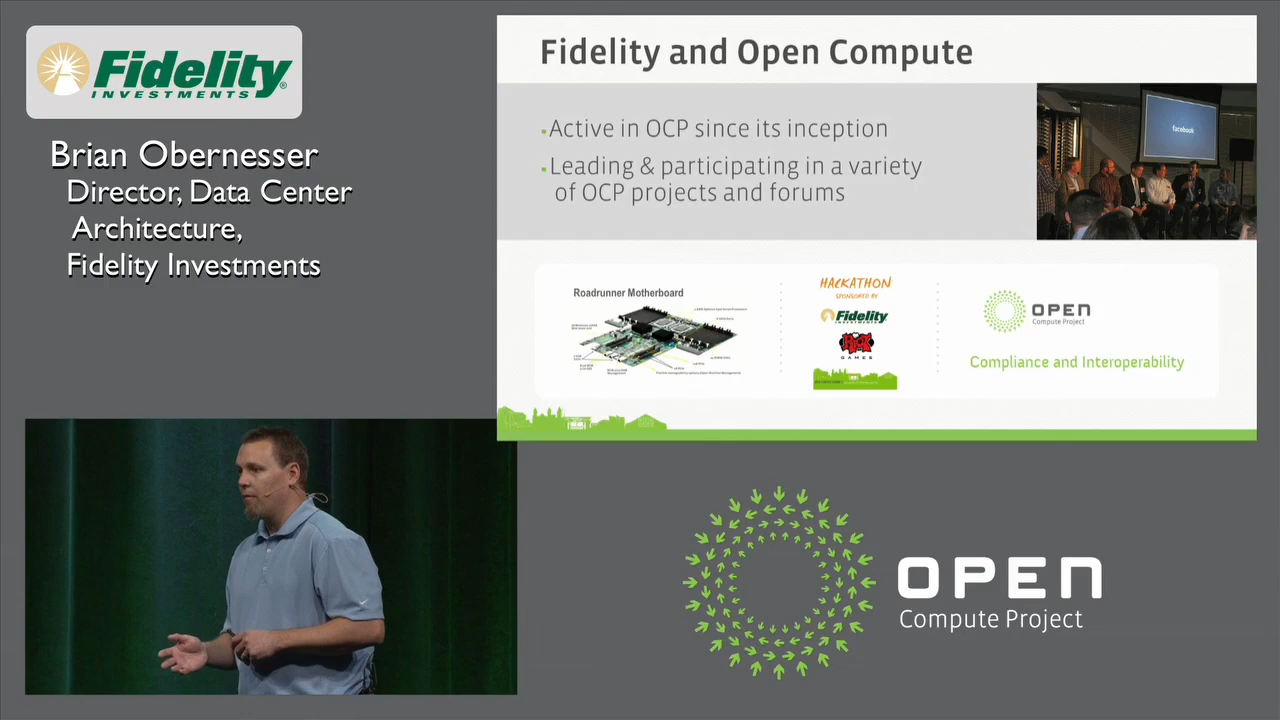 Fidelity®
INVESTMENTS
Brian Obernesser
Director, Data Center
Architecture,
Fidelity Investments
Fidelity and Open Compute
Active in OCP since its inception
Leading & participating in a variety
of OCP projects and forums
facebook
Roadrunner Motherboard
HACKATHON
SPONSORED BY
Fidelity
INVESTMENTS
GAMES
OPEN
Compute Project
Compliance and Interoperability
OPEN
Compute Project